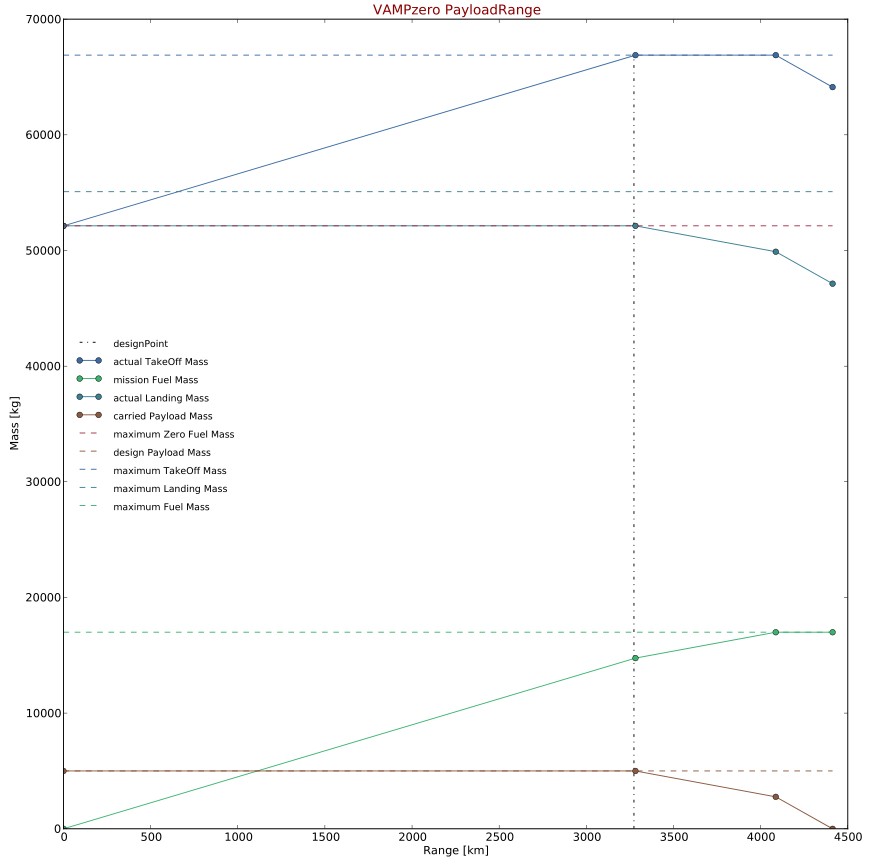 VAMPzero PayloadRange
70000
60000
50000
40000
30000
20000
10000
0
Mass [kg]
designPoint
actual TakeOff Mass
mission Fuel Mass
actual Landing Mass
carried Payload Mass
maximum Zero Fuel Mass
design Payload Mass
maximum TakeOff Mass
maximum Landing Mass
maximum Fuel Mass
0 500 1000 1500 2000 2500 3000 3500 4000 4500
Range [km]